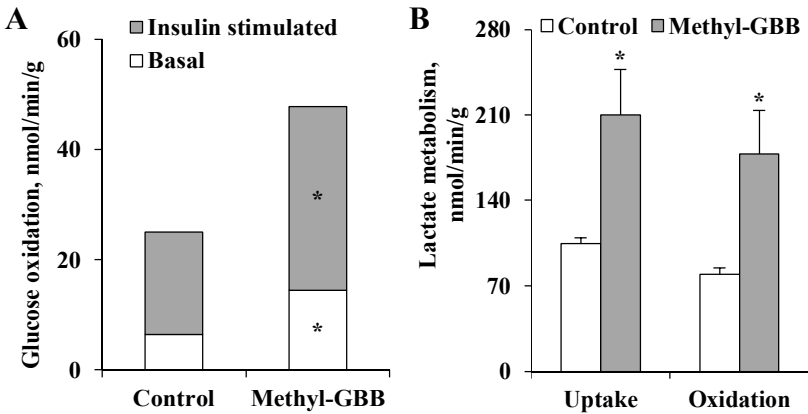 A
Glucose oxidation, nmol/min/g
60
40
20
0
Insulin stimulated
Basal
*
*
Control
Methyl-GBB
B
Lactate metabolism,
nmol/min/g
280
210
140
70
0
Control
Methyl-GBB
*
*
Uptake
Oxidation